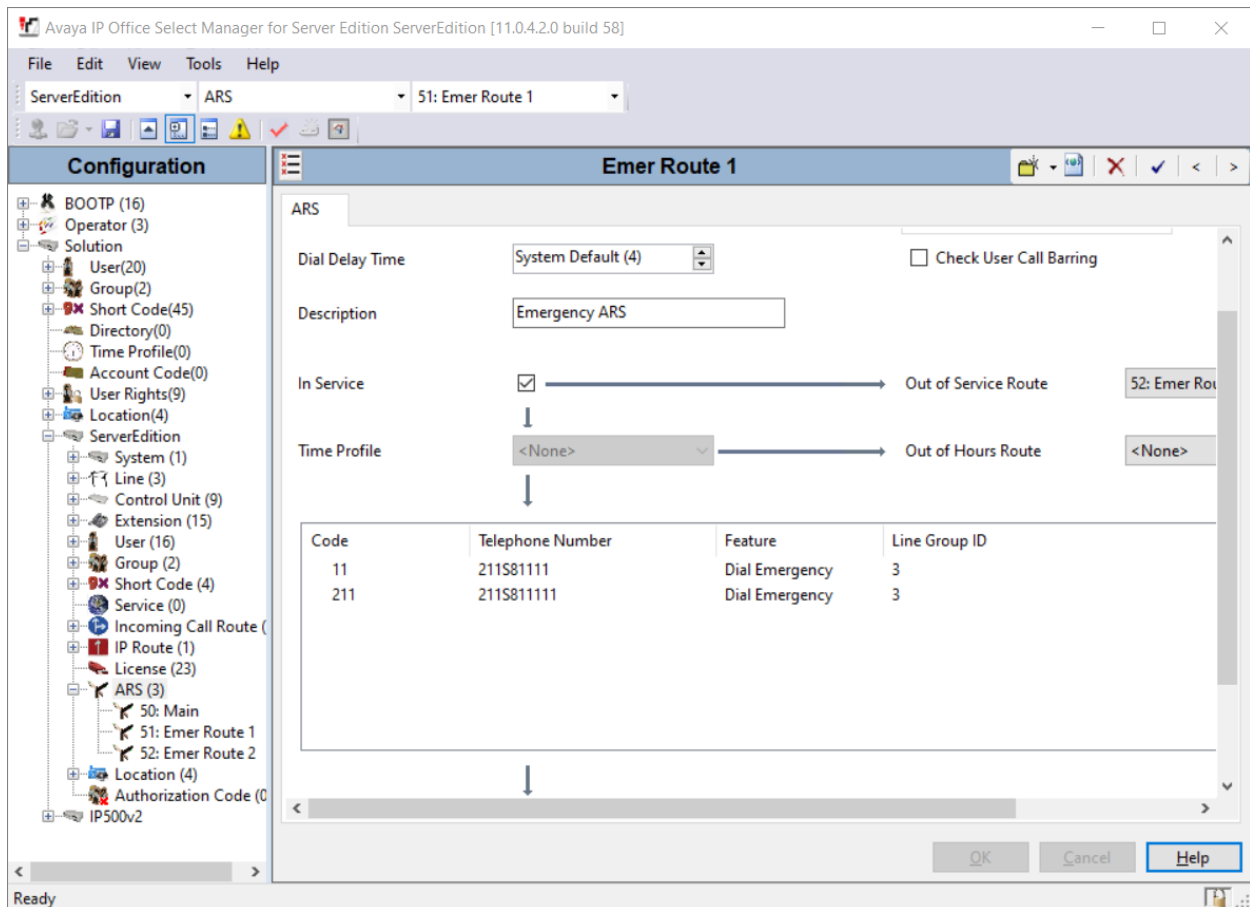 Avaya IP Office Select Manager for Server Edition ServerEdition [11.0.4.2.0 build 58]
File Edit View Tools Help
ServerEdition ARS 51: Emer Route 1
Configuration
BOOTP (16)
Operator (3)
Solution
User(20)
Group(2)
Short Code(45)
Directory(0)
Time Profile(0)
Account Code(0)
User Rights(9)
Location(4)
ServerEdition
System (1)
Line (3)
Control Unit (9)
Extension (15)
User (16)
Group (2)
Short Code (4)
Service (0)
Incoming Call Route (
IP Route (1)
License (23)
ARS (3)
50: Main
51: Emer Route 1
52: Emer Route 2
Location (4)
Authorization Code (0
IP500v2
Emer Route 1
ARS
Dial Delay Time System Default (4) Check User Call Barring
Description Emergency ARS
In Service Out of Service Route 52: Emer Rou
Time Profile <None> Out of Hours Route <None>
Code Telephone Number Feature Line Group ID
11 211S81111 Dial Emergency 3
211 211S811111 Dial Emergency 3
OK Cancel Help
Ready